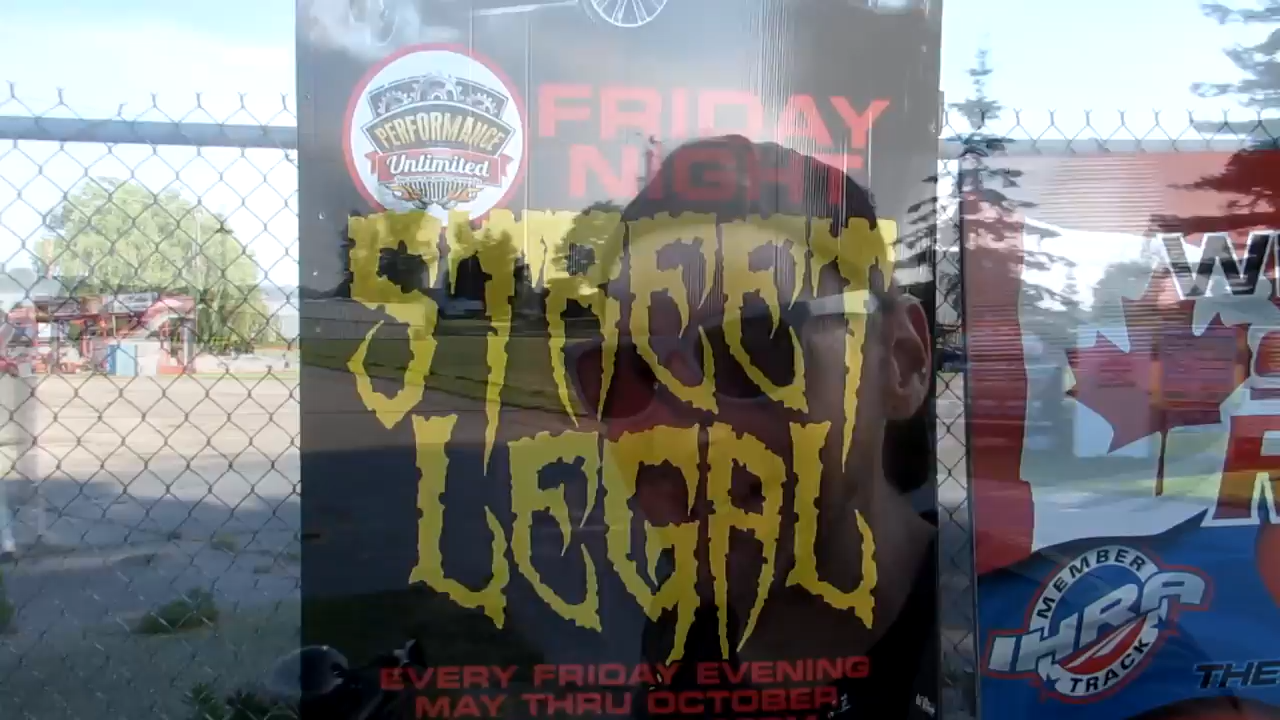 PERFORMANCE
Unlimited
FRIDAY
NIGHT
STREET
LEGAL
EVERY FRIDAY EVENING
MAY THRU OCTOBER
MEMBER
IHRA
TRACK
THE